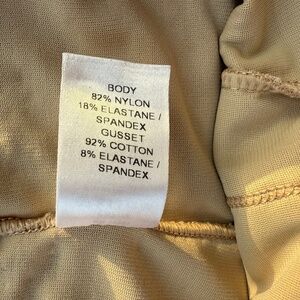 BODY
82% NYLON
18% ELASTANE /
SPANDEX
GUSSET
92% COTTON
8% ELASTANE /
SPANDEX